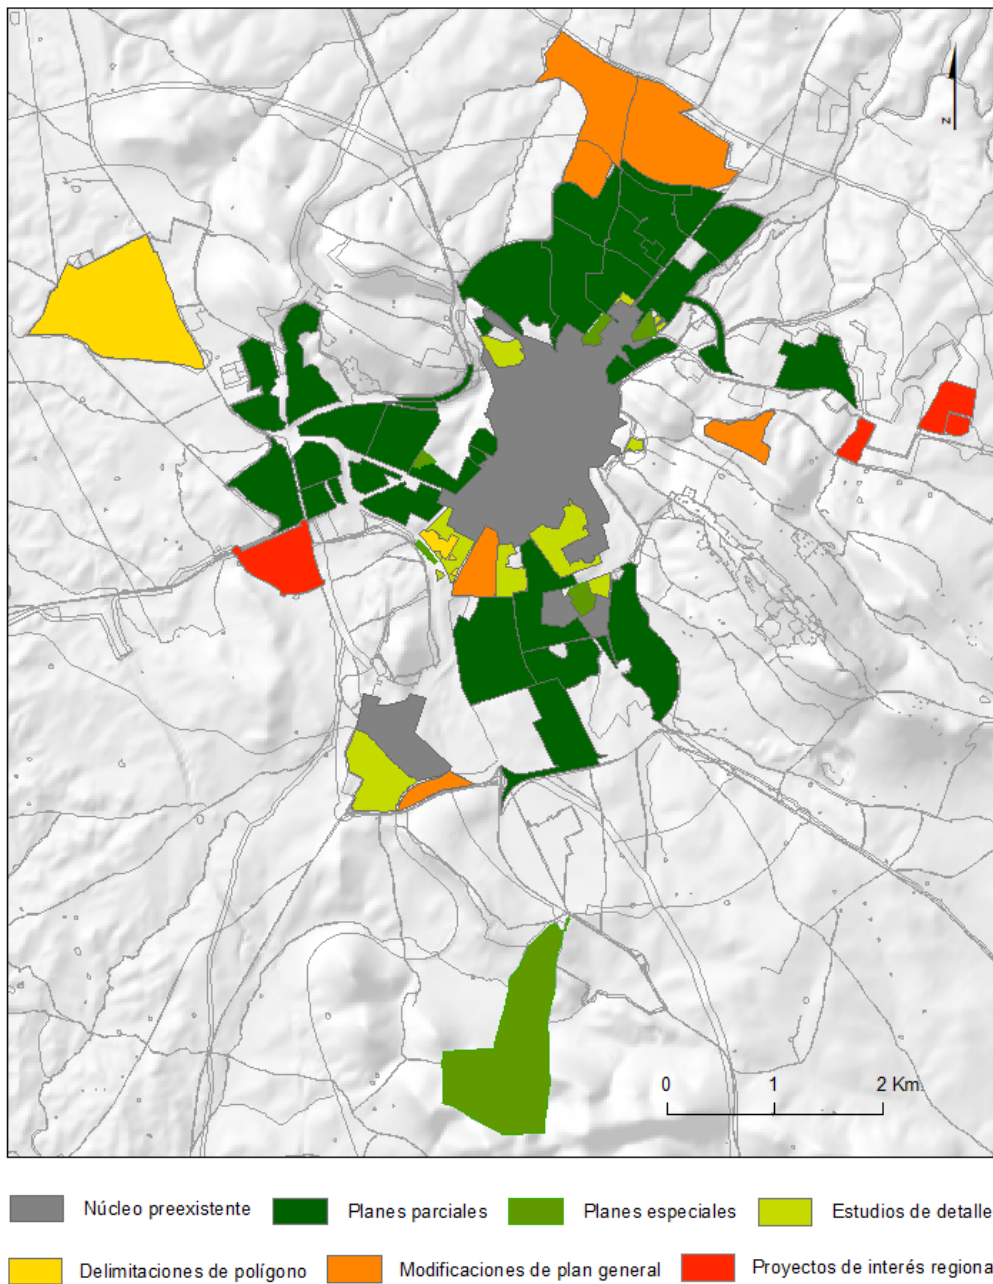 N
0 1 2 Km.
Núcleo preexistente Planes parciales Planes especiales Estudios de detalle
Delimitaciones de polígono Modificaciones de plan general Proyectos de interés regiona